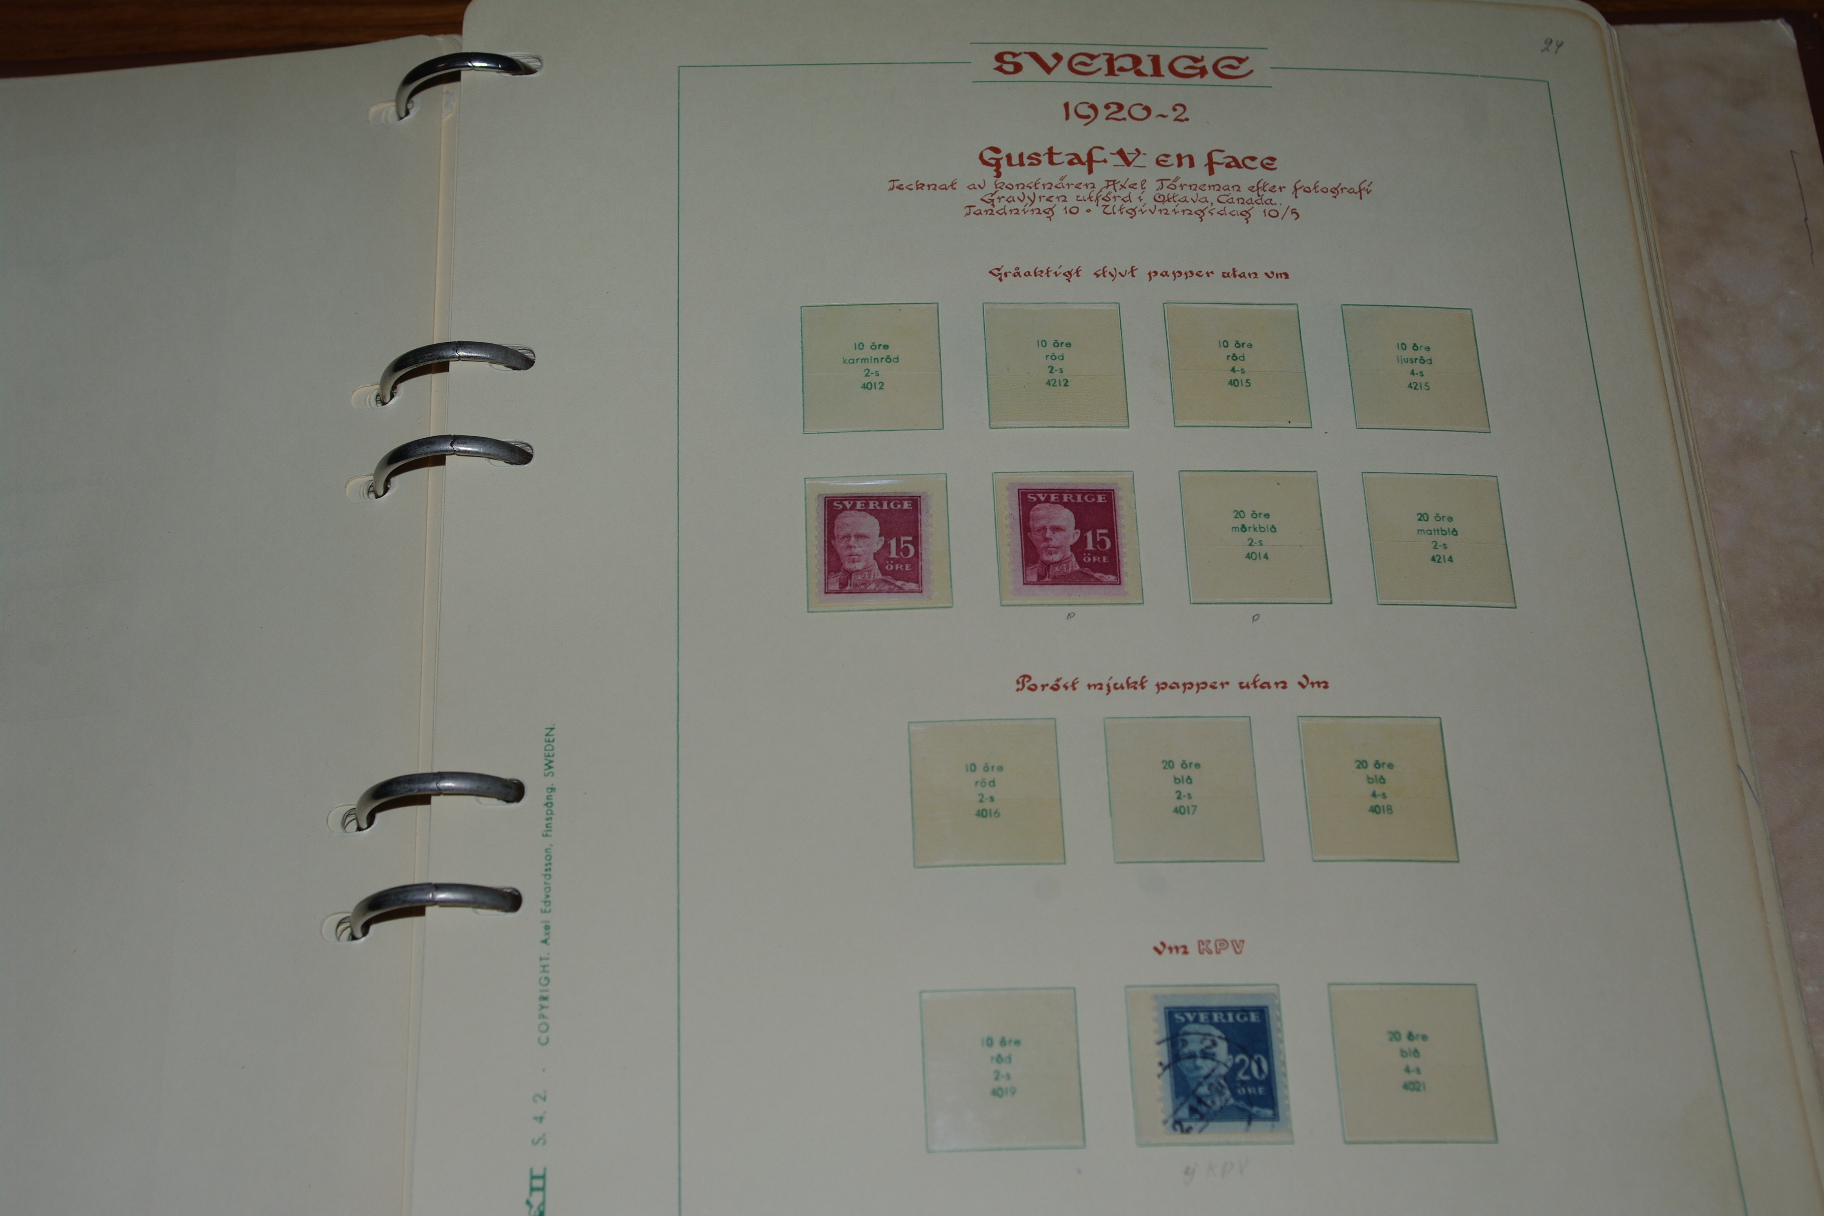 24
SVERIGE
1920-2
Gustaf V en face
Tecknat av konstnären Axel Törneman efter fotografi
Gravyren utförd i Ottava, Canada.
Tandning 10 • Utgivningsdag 10/5
Gråaktigt styvt papper utan vm
10 öre
karminröd
2-s
4012
10 öre
röd
2-s
4212
10 öre
röd
4-s
4015
10 öre
ljusröd
4-s
4215
SVERIGE
15
ÖRE
SVERIGE
15
ÖRE
20 öre
mörkblå
2-s
4014
20 öre
mattblå
2-s
4214
p
p
Poröst mjukt papper utan vm
10 öre
röd
2-s
4016
20 öre
blå
2-s
4017
20 öre
blå
4-s
4018
Vm KPV
10 öre
röd
2-s
4019
SVERIGE
20
ÖRE
20 öre
blå
4-s
4021
ej KPV
S. 4. 2. · COPYRIGHT. Axel Edvardsson, Finspång. SWEDEN.